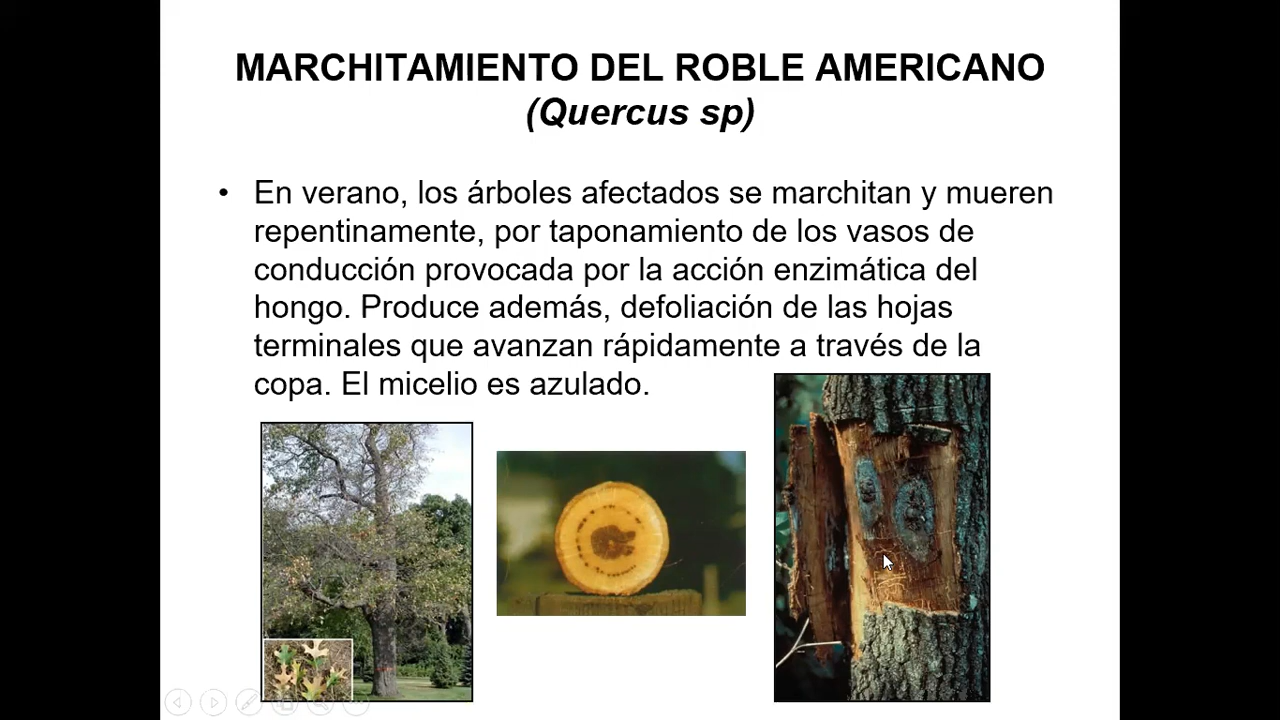 MARCHITAMIENTO DEL ROBLE AMERICANO
(Quercus sp)
• En verano, los árboles afectados se marchitan y mueren
repentinamente, por taponamiento de los vasos de
conducción provocada por la acción enzimática del
hongo. Produce además, defoliación de las hojas
terminales que avanzan rápidamente a través de la
copa. El micelio es azulado.